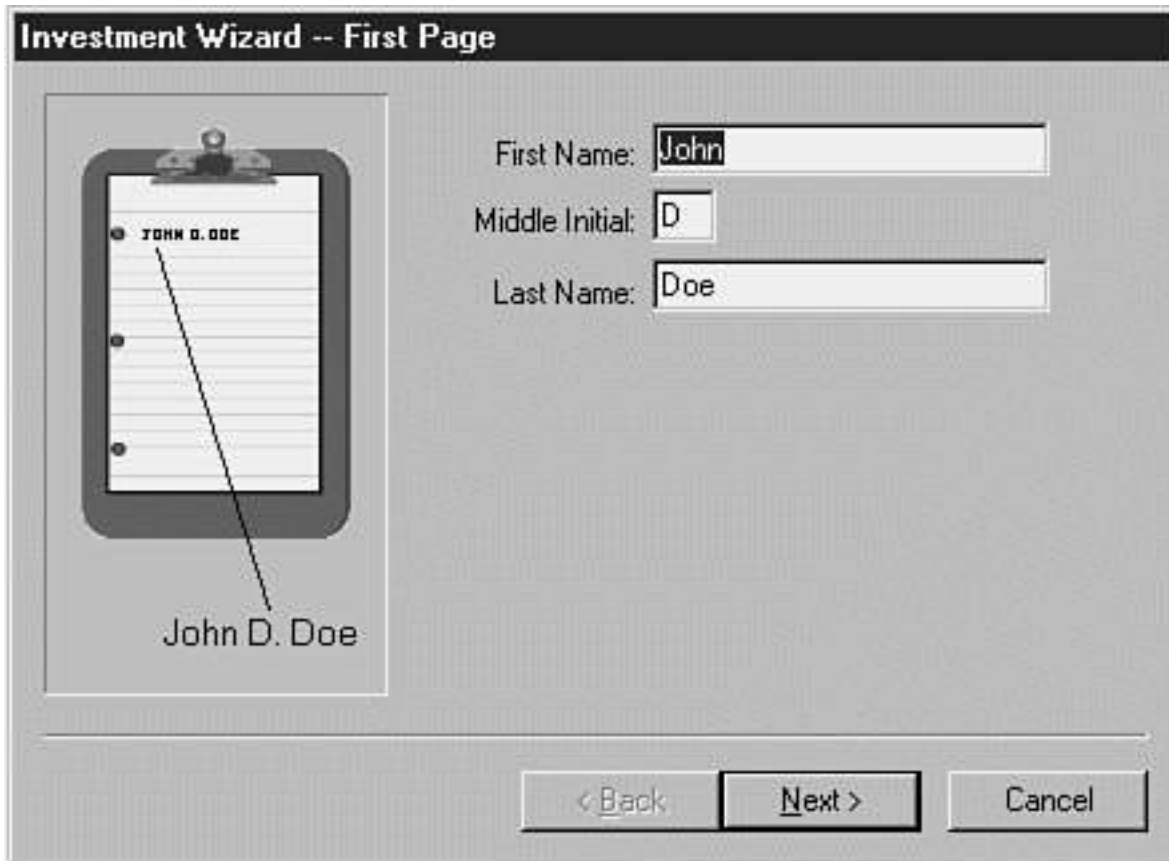 Investment Wizard -- First Page
JOHN D. DOE
John D. Doe
First Name: John
Middle Initial: D
Last Name: Doe
< Back
Next >
Cancel